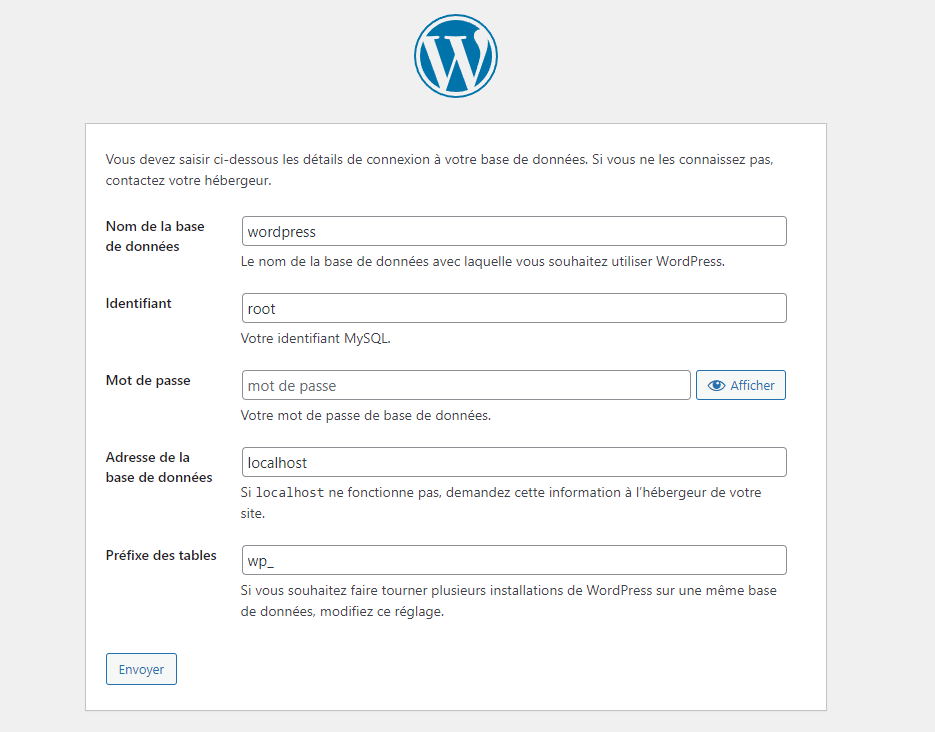 Vous devez saisir ci-dessous les détails de connexion à votre base de données. Si vous ne les connaissez pas,
contactez votre hébergeur.
Nom de la base
de données
wordpress
Le nom de la base de données avec laquelle vous souhaitez utiliser WordPress.
Identifiant
root
Votre identifiant MySQL.
Mot de passe
mot de passe
Afficher
Votre mot de passe de base de données.
Adresse de la
base de données
localhost
Si localhost ne fonctionne pas, demandez cette information à l’hébergeur de votre
site.
Préfixe des tables
wp_
Si vous souhaitez faire tourner plusieurs installations de WordPress sur une même base
de données, modifiez ce réglage.
Envoyer